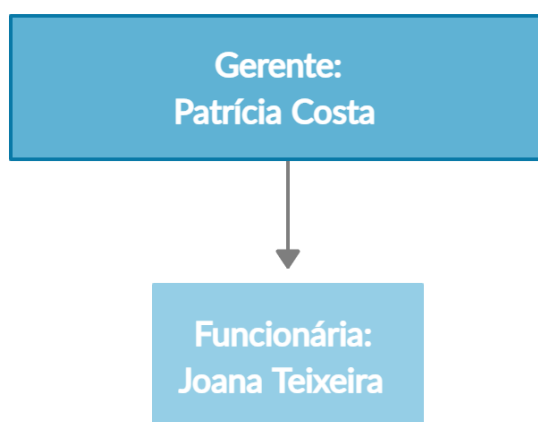 Gerente:
Patrícia Costa
Funcionária:
Joana Teixeira